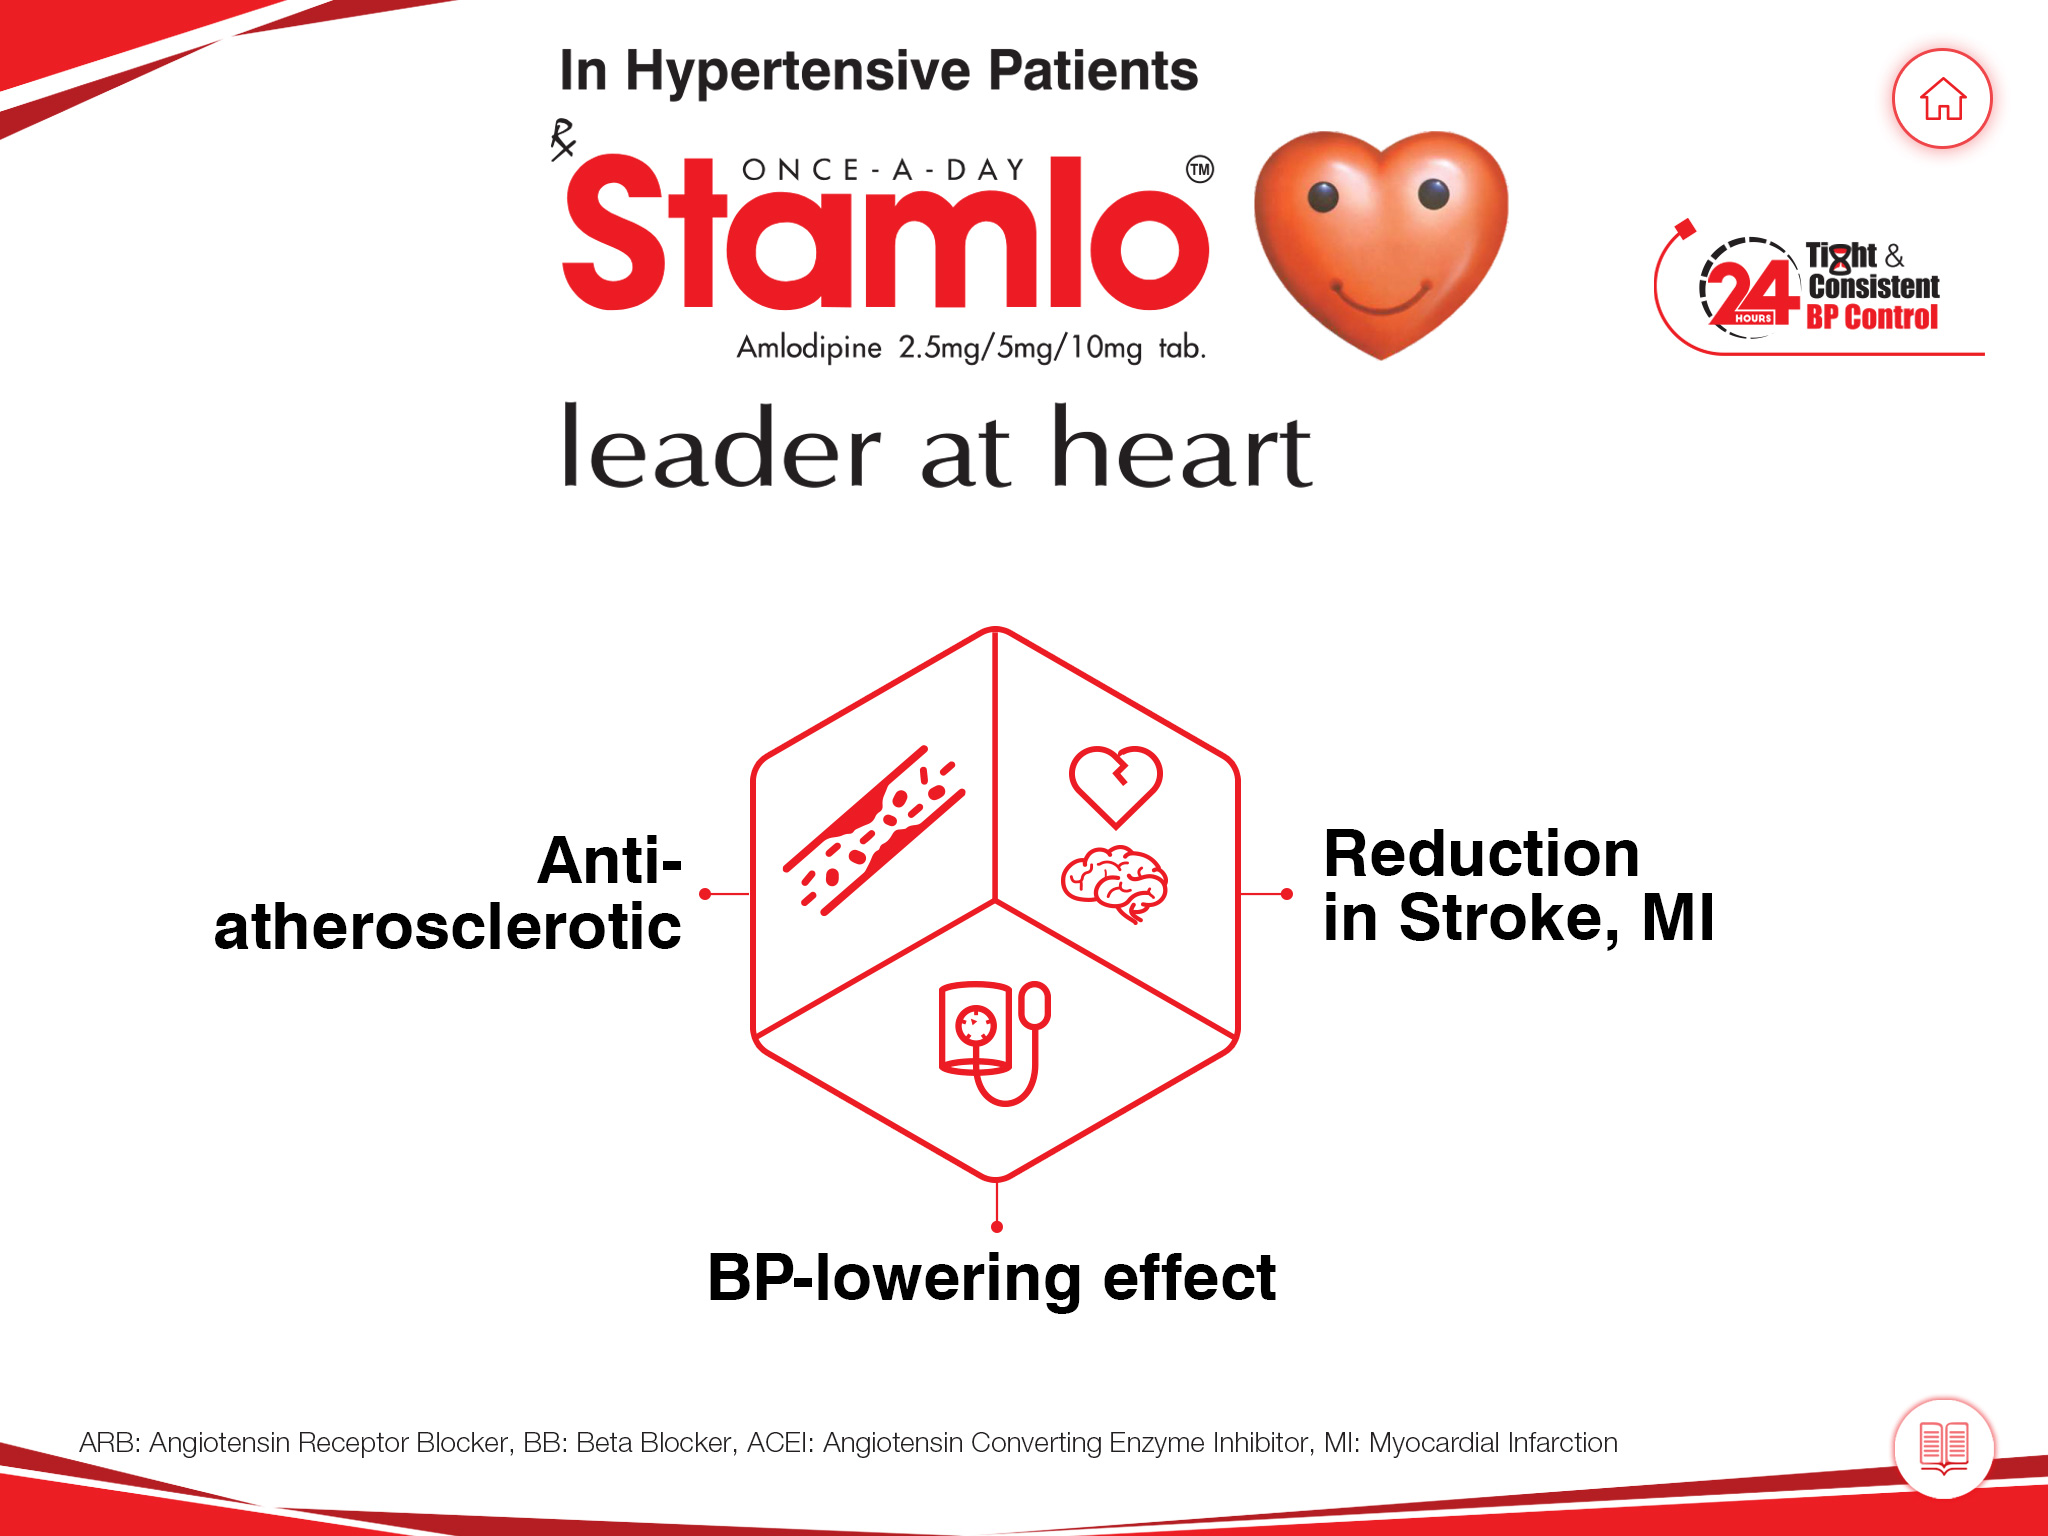 In Hypertensive Patients
℞
ONCE-A-DAY
Stamlo™
Amlodipine 2.5mg/5mg/10mg tab.
leader at heart
24 HOURS
Tight &
Consistent
BP Control
Anti-
atherosclerotic
Reduction
in Stroke, MI
BP-lowering effect
ARB: Angiotensin Receptor Blocker, BB: Beta Blocker, ACEI: Angiotensin Converting Enzyme Inhibitor, MI: Myocardial Infarction